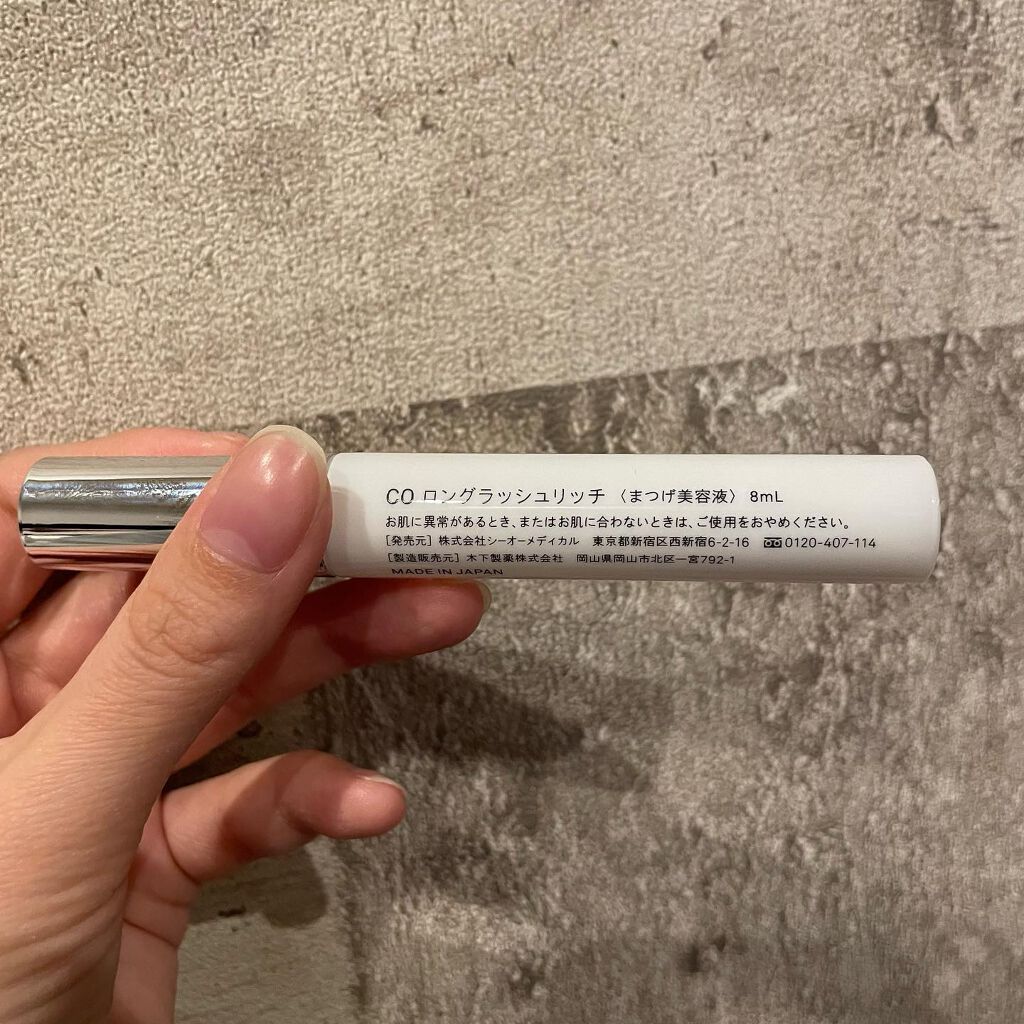 CO ロングラッシュリッチ 〈まつげ美容液〉 8mL
お肌に異常があるとき、またはお肌に合わないときは、ご使用をおやめください。
[発売元] 株式会社シーオーメディカル 東京都新宿区西新宿6-2-16 0120-407-114
[製造販売元] 木下製薬株式会社 岡山県岡山市北区一宮792-1
MADE IN JAPAN